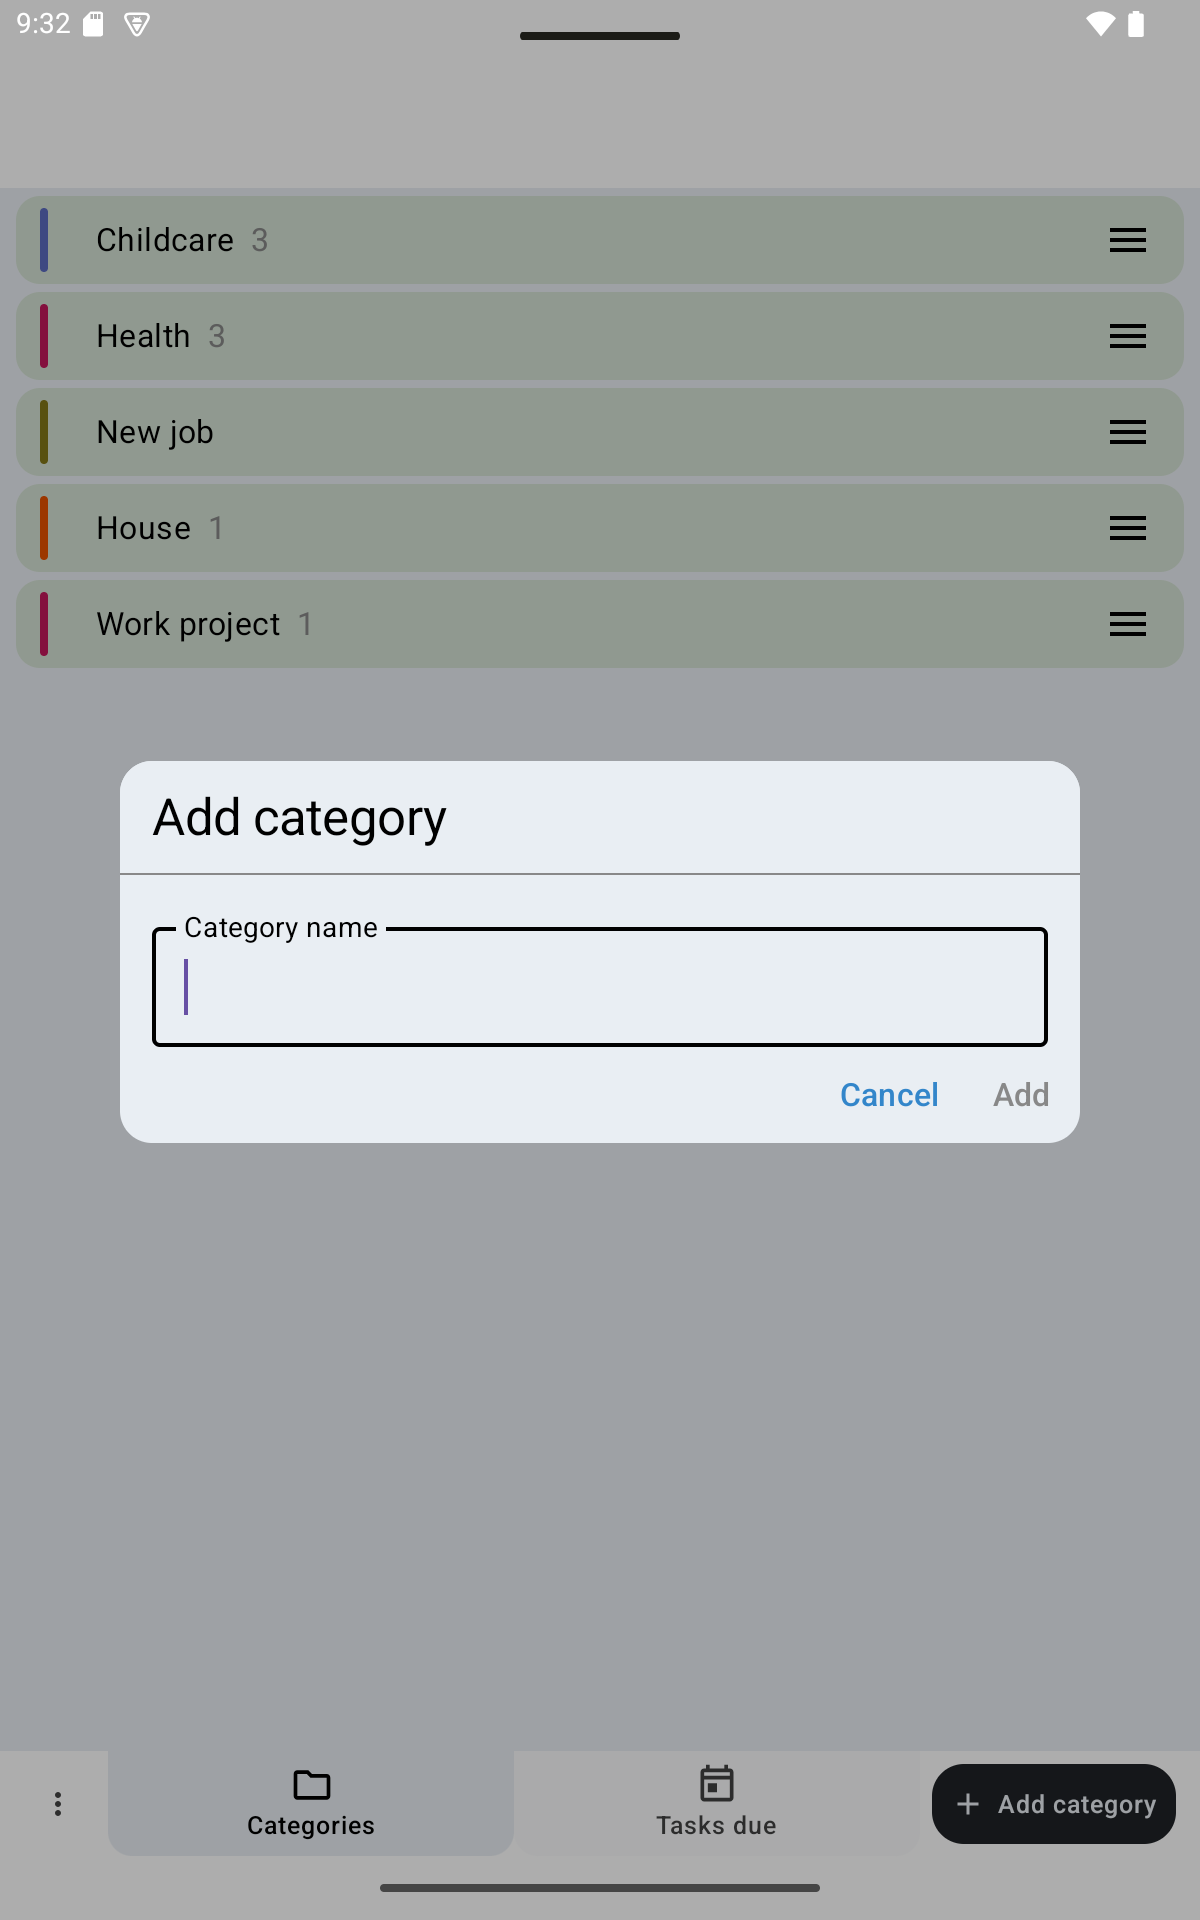 9:32
Childcare 3
Health 3
New job
House 1
Work project 1
Add category
Category name
Cancel Add
Categories
Tasks due
Add category